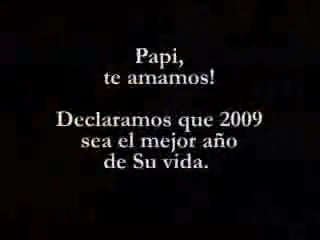 Papi,
te amamos!
Declaramos que 2009
sea el mejor año
de Su vida.